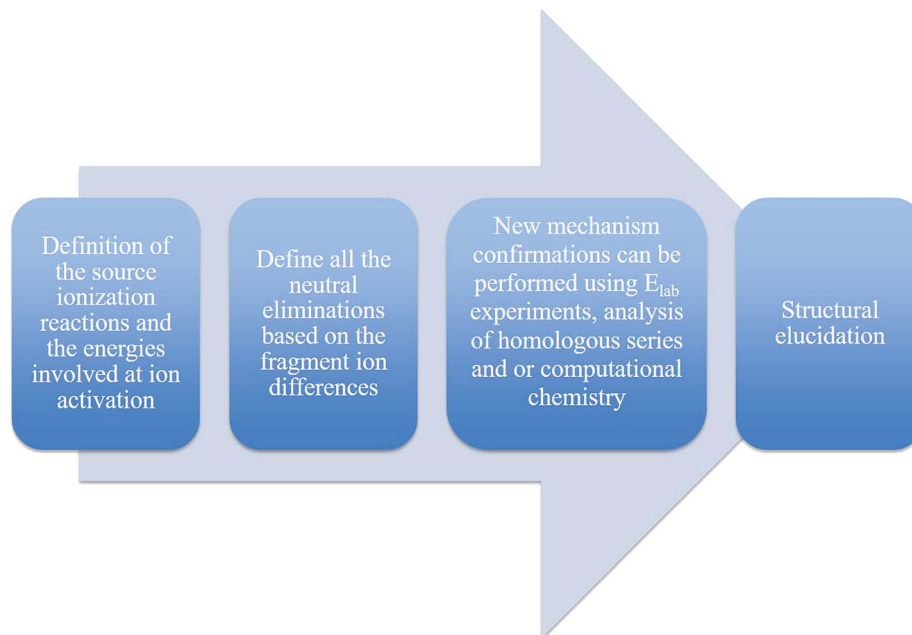 Definition of
the source
ionization
reactions and
the energies
involved at ion
activation
Define all the
neutral
eliminations
based on the
fragment ion
differences
New mechanism
confirmations can be
performed using Elab
experiments, analysis
of homologous series
and or computational
chemistry
Structural
elucidation